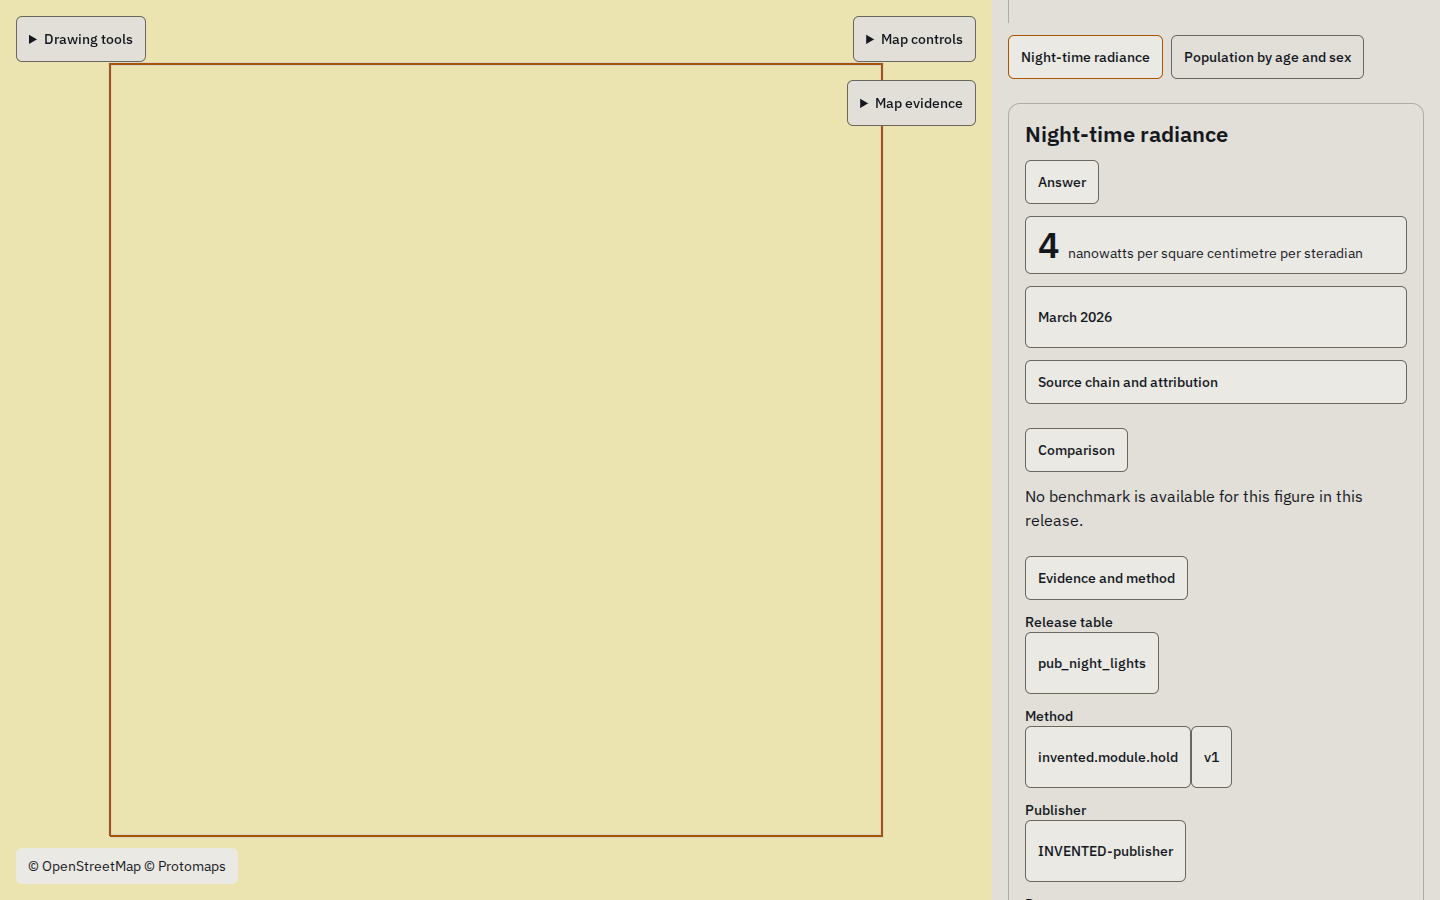 Drawing tools
Map controls
Map evidence
© OpenStreetMap © Protomaps
Night-time radiance
Population by age and sex
Night-time radiance
Answer
4 nanowatts per square centimetre per steradian
March 2026
Source chain and attribution
Comparison
No benchmark is available for this figure in this
release.
Evidence and method
Release table
pub_night_lights
Method
invented.module.hold
v1
Publisher
INVENTED-publisher